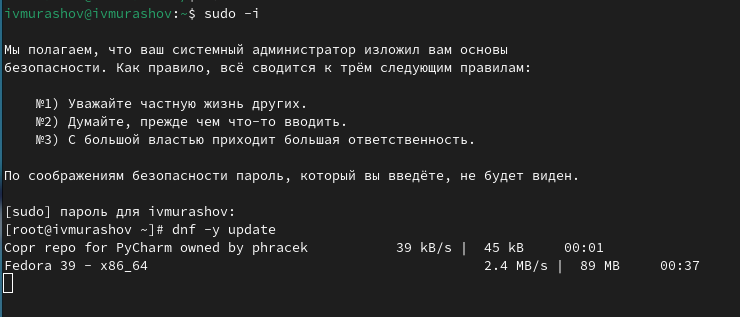 ivmurashov@ivmurashov:~$ sudo -i
Мы полагаем, что ваш системный администратор изложил вам основы
безопасности. Как правило, всё сводится к трём следующим правилам:
№1) Уважайте частную жизнь других.
№2) Думайте, прежде чем что-то вводить.
№3) С большой властью приходит большая ответственность.
По соображениям безопасности пароль, который вы введёте, не будет виден.
[sudo] пароль для ivmurashov:
[root@ivmurashov ~]# dnf -y update
Copr repo for PyCharm owned by phracek 39 kB/s | 45 kB 00:01
Fedora 39 - x86_64 2.4 MB/s | 89 MB 00:37